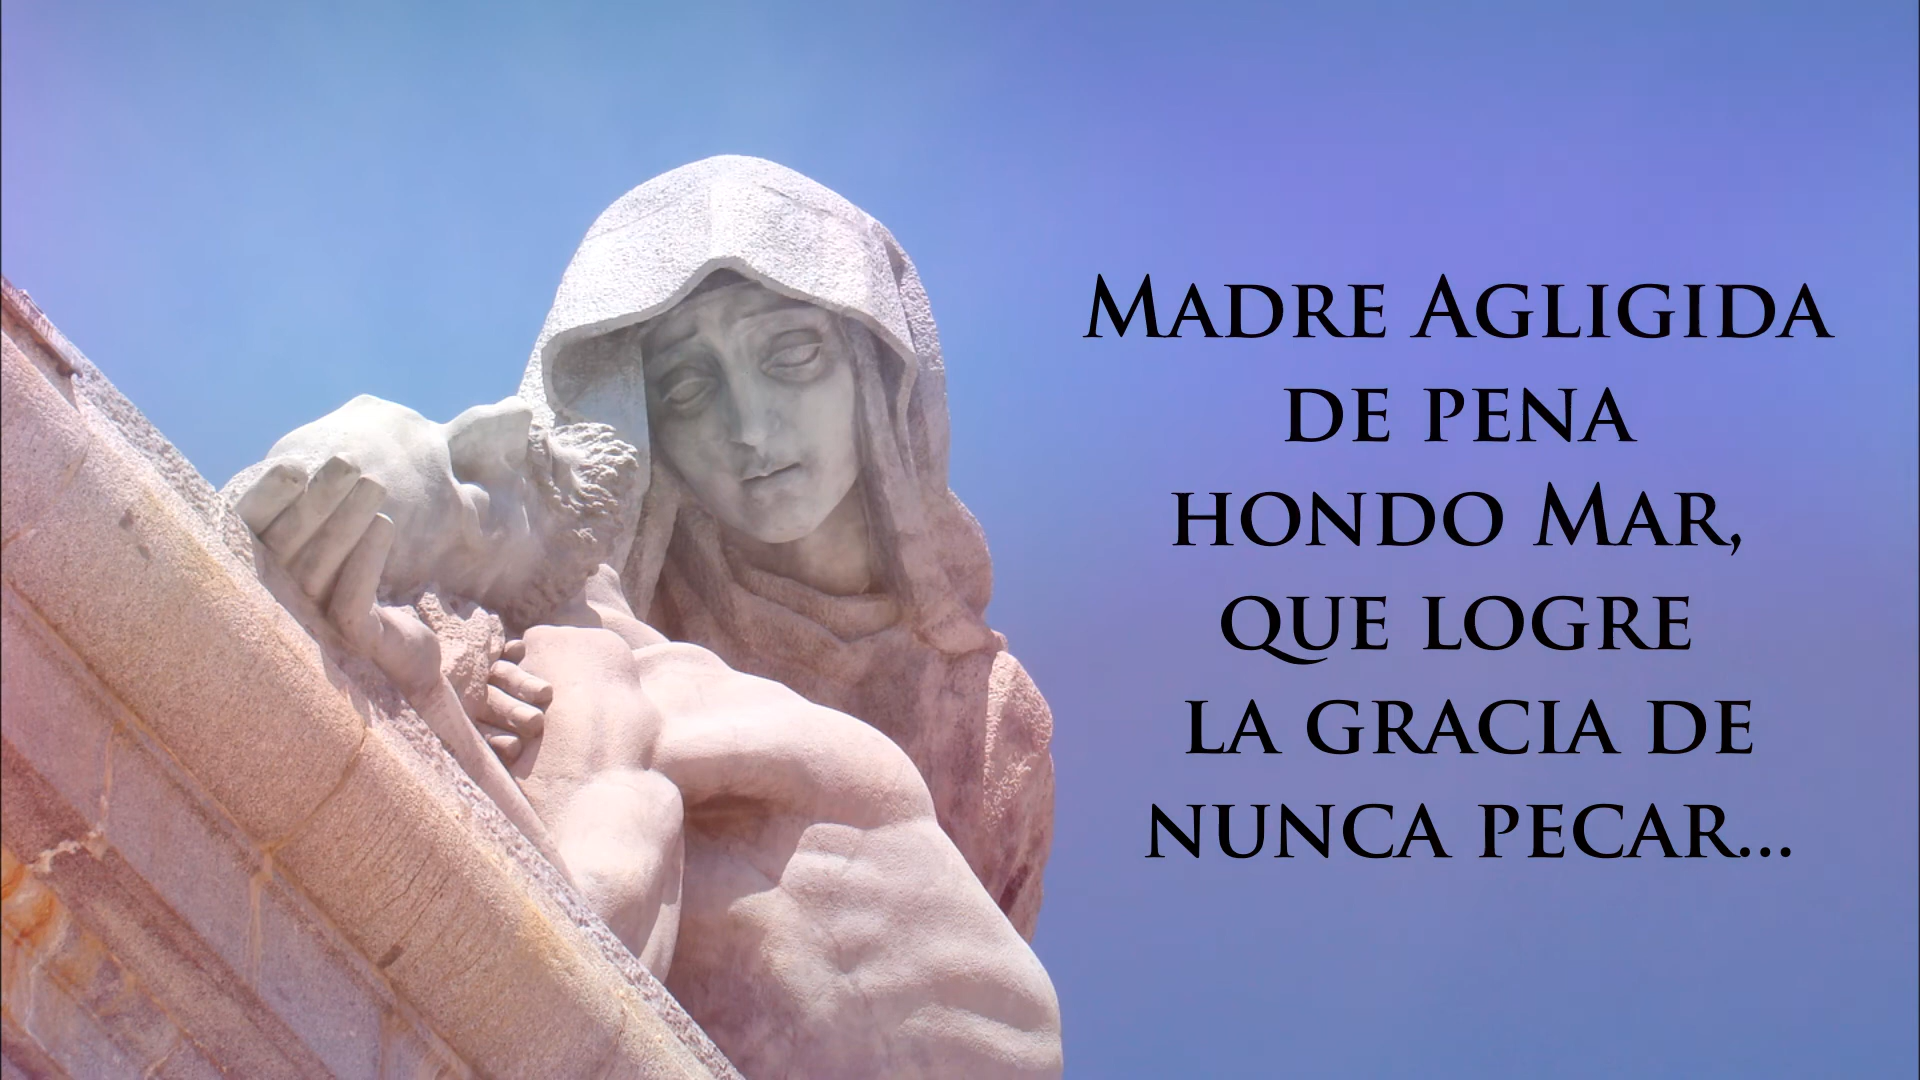 Madre Agligida
de pena
hondo Mar,
que logre
la gracia de
nunca pecar...